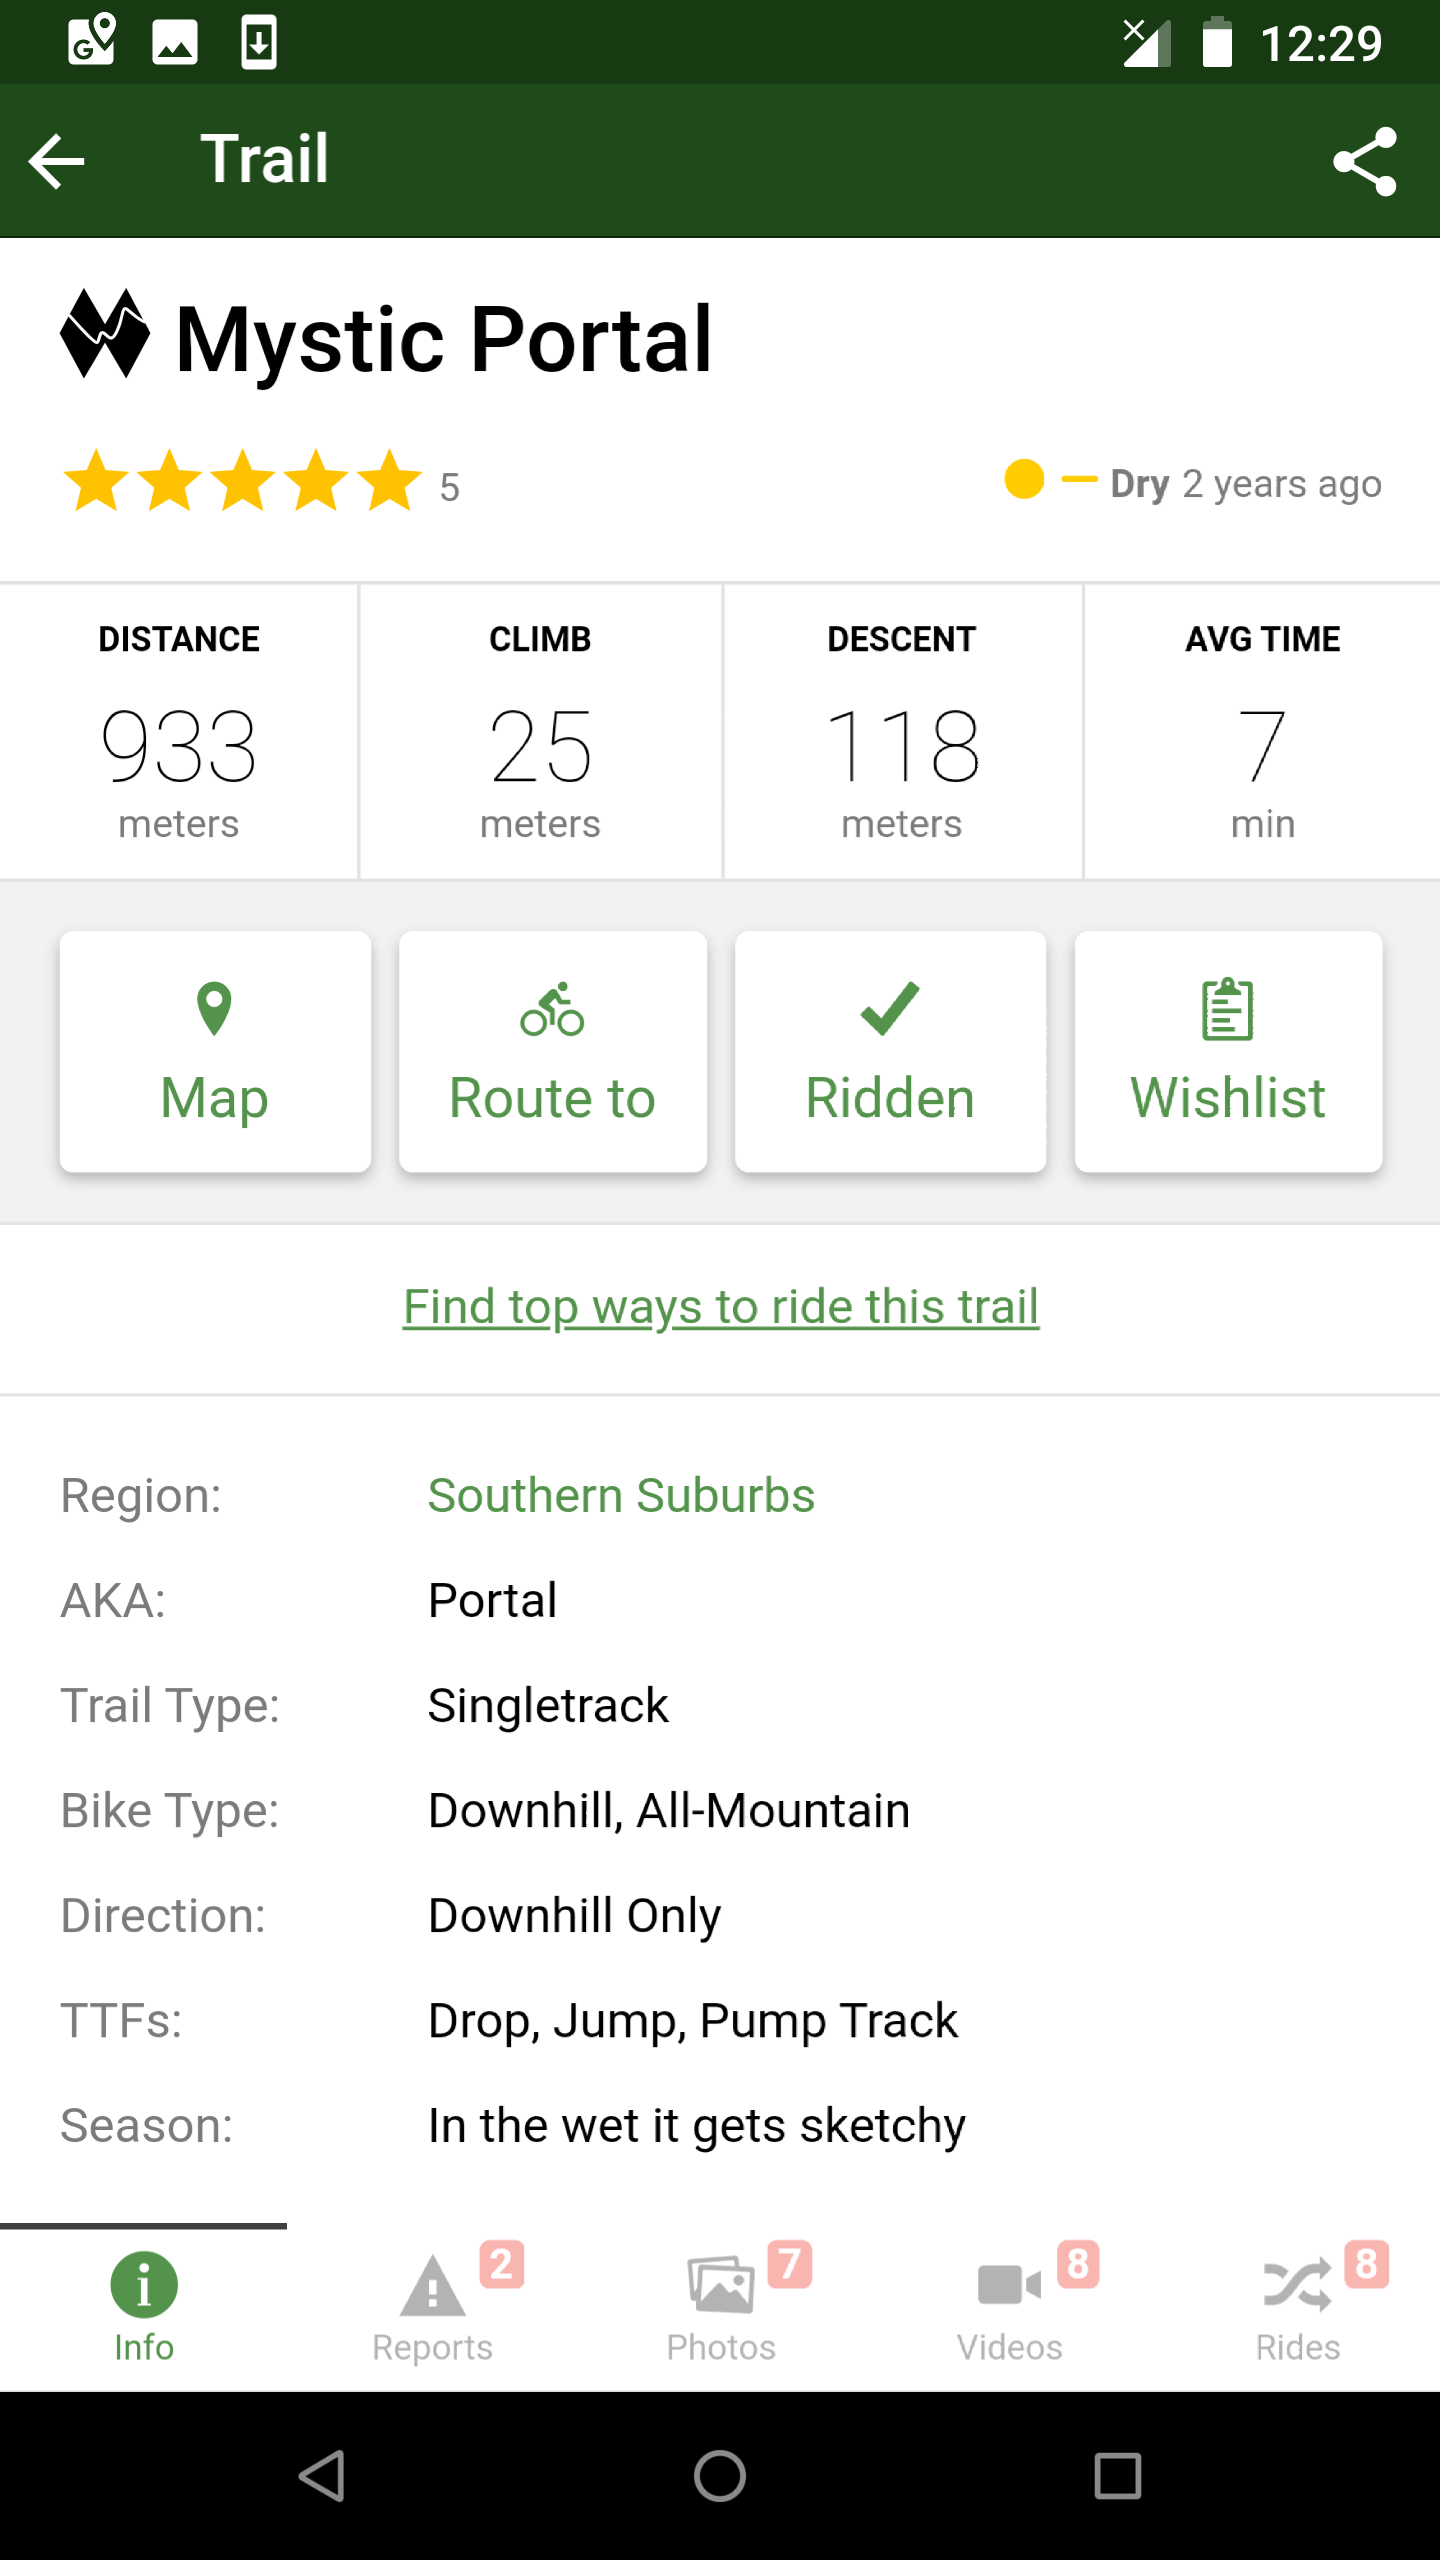 12:29
Trail
Mystic Portal
5
Dry 2 years ago
DISTANCE
933
meters
CLIMB
25
meters
DESCENT
118
meters
AVG TIME
7
min
Map
Route to
Ridden
Wishlist
Find top ways to ride this trail
Region: Southern Suburbs
AKA: Portal
Trail Type: Singletrack
Bike Type: Downhill, All-Mountain
Direction: Downhill Only
TTFs: Drop, Jump, Pump Track
Season: In the wet it gets sketchy
Info
2
Reports
7
Photos
8
Videos
8
Rides